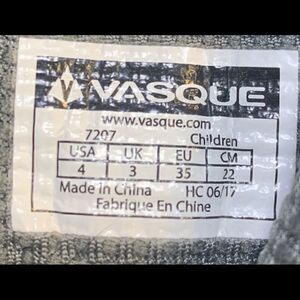 VASQUE
www.vasque.com
7207 Children
USA UK EU CM
4 3 35 22
Made in China HC 06/17
Fabrique En Chine